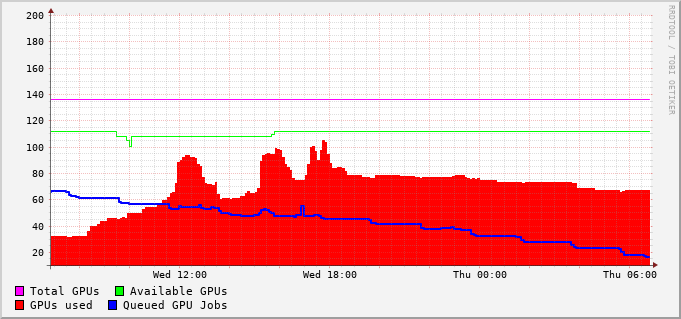 200
180
160
140
120
100
80
60
40
20
Wed 12:00 Wed 18:00 Thu 00:00 Thu 06:00
Total GPUs Available GPUs
GPUs used Queued GPU Jobs
RRDTOOL / TOBI OETIKER